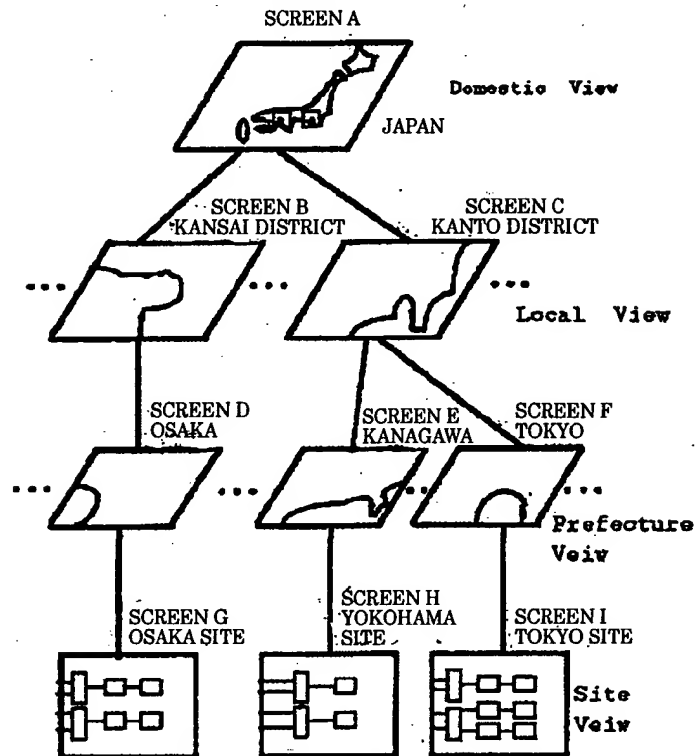 SCREEN A
Domestic View
JAPAN
SCREEN B
KANSAI DISTRICT
SCREEN C
KANTO DISTRICT
Local View
SCREEN D
OSAKA
SCREEN E
KANAGAWA
SCREEN F
TOKYO
Prefecture
Veiw
SCREEN G
OSAKA SITE
SCREEN H
YOKOHAMA
SITE
SCREEN I
TOKYO SITE
Site
Veiw